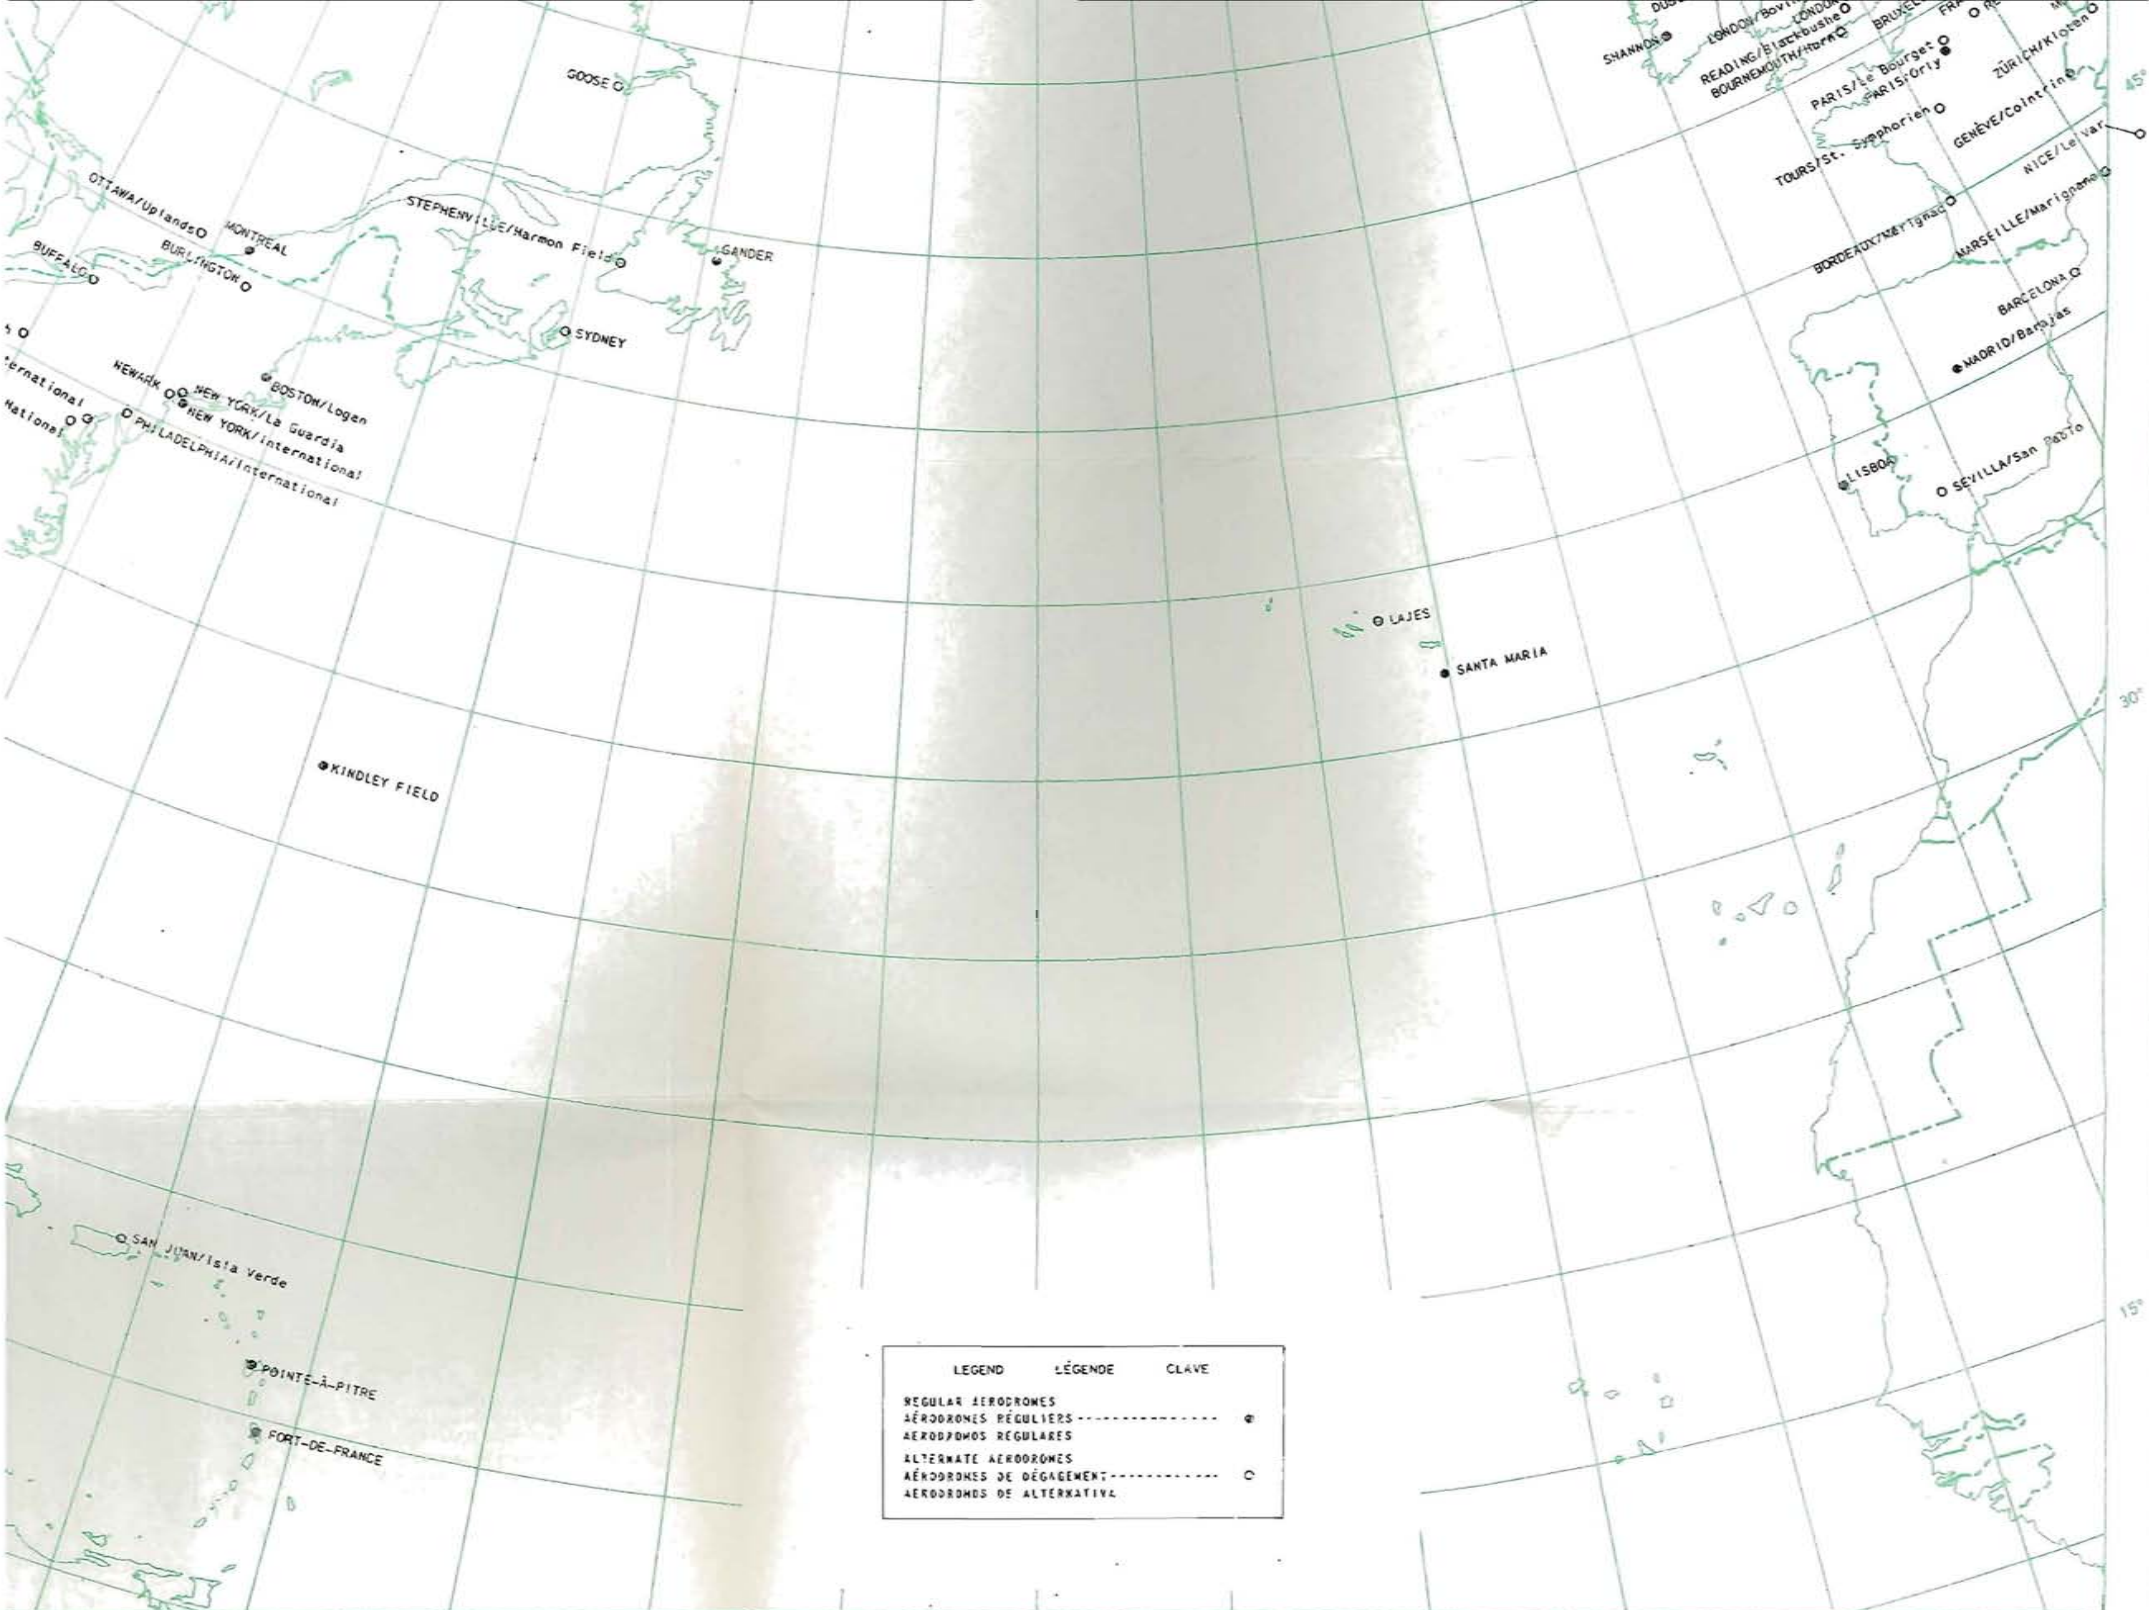 GOOSE
SHANNON
READING/Blackbushe
BOURNEMOUTH/Hurn
PARIS/Le Bourget
PARIS/Orly
ZÜRICH/Kloten
45°
TOURS/St. Symphorien
GENÈVE/Cointrin
NICE/Le Var
OTTAWA/Uplands
MONTREAL
BUFFALO
BURLINGTON
STEPHENVILLE/Harmon Field
GANDER
BORDEAUX/Merignac
MARSEILLE/Marignane
BARCELONA
SYDNEY
MADRID/Barajas
NEWARK
BOSTON/Logan
NEW YORK/La Guardia
NEW YORK/International
PHILADELPHIA/International
ernational
National
LISBOA
SEVILLA/San Pablo
LAJES
SANTA MARIA
30°
KINDLEY FIELD
SAN JUAN/Isla Verde
15°
POINTE-À-PITRE
FORT-DE-FRANCE
LEGEND LÉGENDE CLAVE
REGULAR AERODROMES
AÉRODROMES RÉGULIERS
AERODROMOS REGULARES
ALTERNATE AERODROMES
AÉRODROMES DE DÉGAGEMENT
AERODROMOS DE ALTERNATIVA